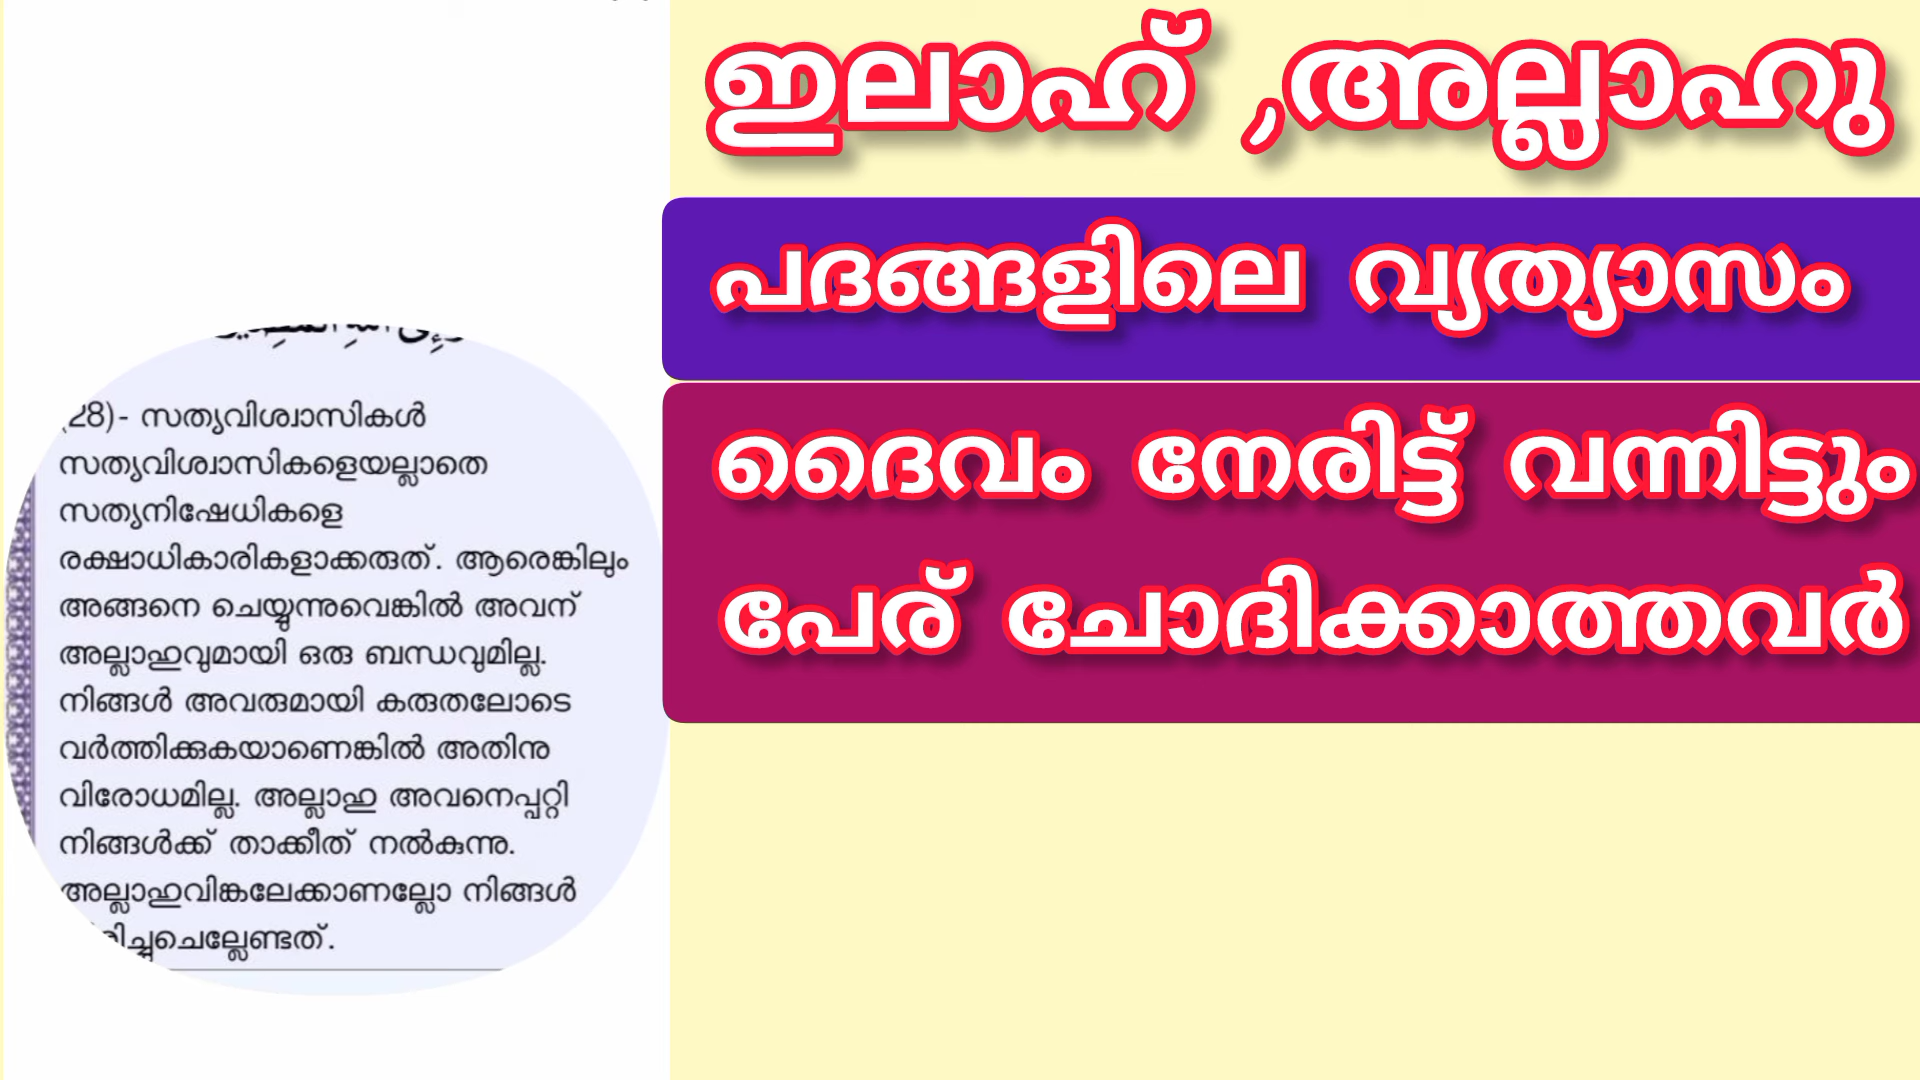 ഇലാഹ് ,അല്ലാഹു
പദങ്ങളിലെ വ്യത്യാസം
ദൈവം നേരിട്ട് വന്നിട്ടും
പേര് ചോദിക്കാത്തവർ
(28)- സത്യവിശ്വാസികൾ
സത്യവിശ്വാസികളെയല്ലാതെ
സത്യനിഷേധികളെ
രക്ഷാധികാരികളാക്കരുത്. ആരെങ്കിലും
അങ്ങനെ ചെയ്യുന്നുവെങ്കിൽ അവന്
അല്ലാഹുവുമായി ഒരു ബന്ധവുമില്ല.
നിങ്ങൾ അവരുമായി കരുതലോടെ
വർത്തിക്കുകയാണെങ്കിൽ അതിനു
വിരോധമില്ല. അല്ലാഹു അവനെപ്പറ്റി
നിങ്ങൾക്ക് താക്കീത് നൽകുന്നു.
അല്ലാഹുവിങ്കലേക്കാണല്ലോ നിങ്ങൾ